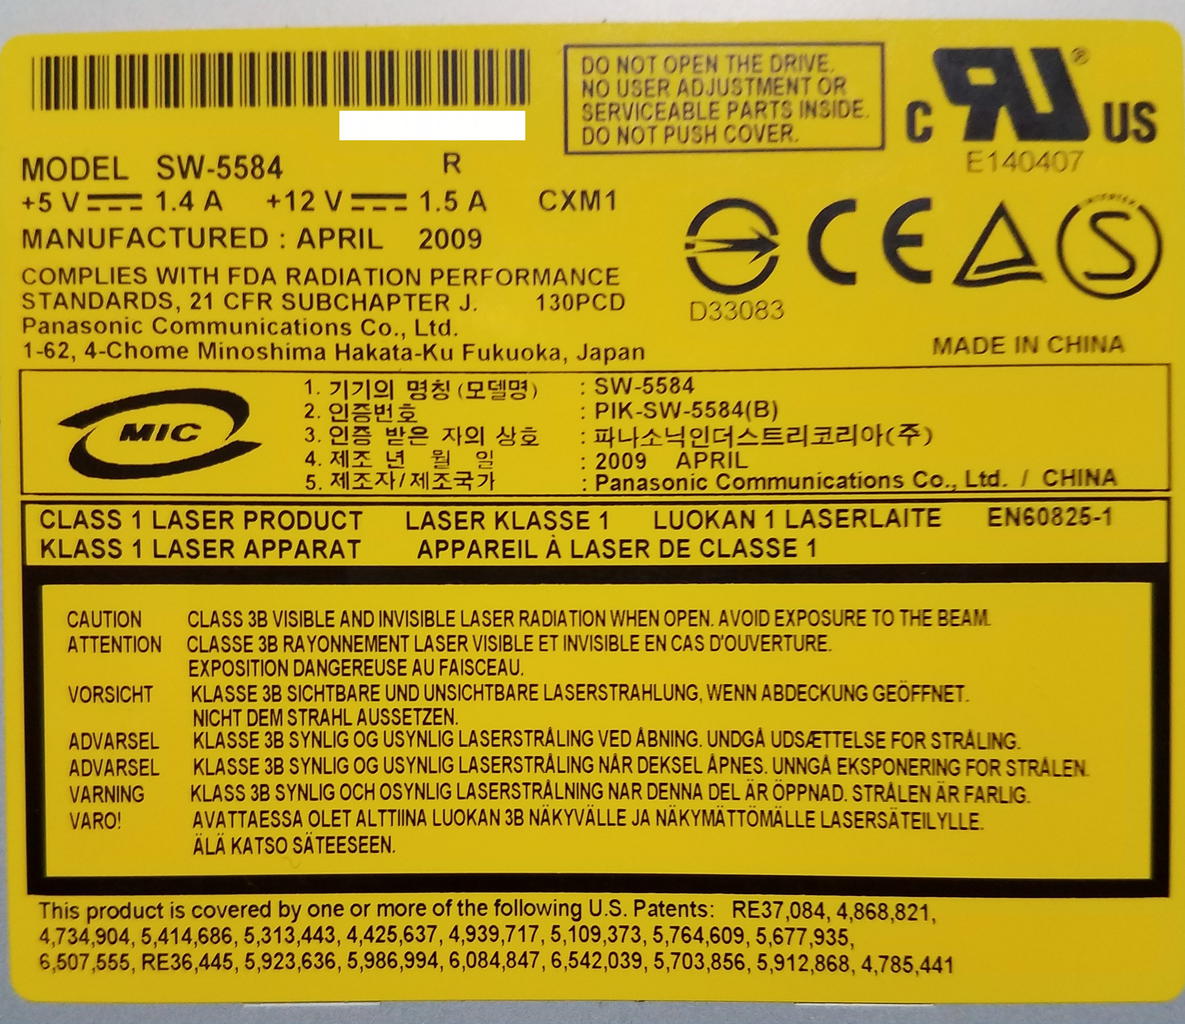 DO NOT OPEN THE DRIVE.
NO USER ADJUSTMENT OR
SERVICEABLE PARTS INSIDE.
DO NOT PUSH COVER.
C UL® US
E140407
MODEL SW-5584 R
+5 V 1.4 A +12 V 1.5 A CXM1
MANUFACTURED : APRIL 2009
COMPLIES WITH FDA RADIATION PERFORMANCE
STANDARDS, 21 CFR SUBCHAPTER J. 130PCD
Panasonic Communications Co., Ltd.
1-62, 4-Chome Minoshima Hakata-Ku Fukuoka, Japan
CE
S
D33083
MADE IN CHINA
MIC
1. 기기의 명칭(모델명) : SW-5584
2. 인증번호 : PIK-SW-5584(B)
3. 인증 받은 자의 상호 : 파나소닉인더스트리코리아(주)
4. 제조 년 월 일 : 2009 APRIL
5. 제조자/제조국가 : Panasonic Communications Co., Ltd. / CHINA
CLASS 1 LASER PRODUCT LASER KLASSE 1 LUOKAN 1 LASERLAITE EN60825-1
KLASS 1 LASER APPARAT APPAREIL À LASER DE CLASSE 1
CAUTION CLASS 3B VISIBLE AND INVISIBLE LASER RADIATION WHEN OPEN. AVOID EXPOSURE TO THE BEAM.
ATTENTION CLASSE 3B RAYONNEMENT LASER VISIBLE ET INVISIBLE EN CAS D'OUVERTURE.
EXPOSITION DANGEREUSE AU FAISCEAU.
VORSICHT KLASSE 3B SICHTBARE UND UNSICHTBARE LASERSTRAHLUNG, WENN ABDECKUNG GEÖFFNET.
NICHT DEM STRAHL AUSSETZEN.
ADVARSEL KLASSE 3B SYNLIG OG USYNLIG LASERSTRÅLING VED ÅBNING. UNDGÅ UDSÆTTELSE FOR STRÅLING.
ADVARSEL KLASSE 3B SYNLIG OG USYNLIG LASERSTRÅLING NÅR DEKSEL ÅPNES. UNNGÅ EKSPONERING FOR STRÅLEN.
VARNING KLASS 3B SYNLIG OCH OSYNLIG LASERSTRÅLNING NAR DENNA DEL ÄR ÖPPNAD. STRÅLEN ÄR FARLIG.
VARO! AVATTAESSA OLET ALTTIINA LUOKAN 3B NÄKYVÄLLE JA NÄKYMÄTTÖMÄLLE LASERSÄTEILYLLE.
ÄLÄ KATSO SÄTEESEEN.
This product is covered by one or more of the following U.S. Patents: RE37,084, 4,868,821,
4,734,904, 5,414,686, 5,313,443, 4,425,637, 4,939,717, 5,109,373, 5,764,609, 5,677,935,
6,507,555, RE36,445, 5,923,636, 5,986,994, 6,084,847, 6,542,039, 5,703,856, 5,912,868, 4,785,441